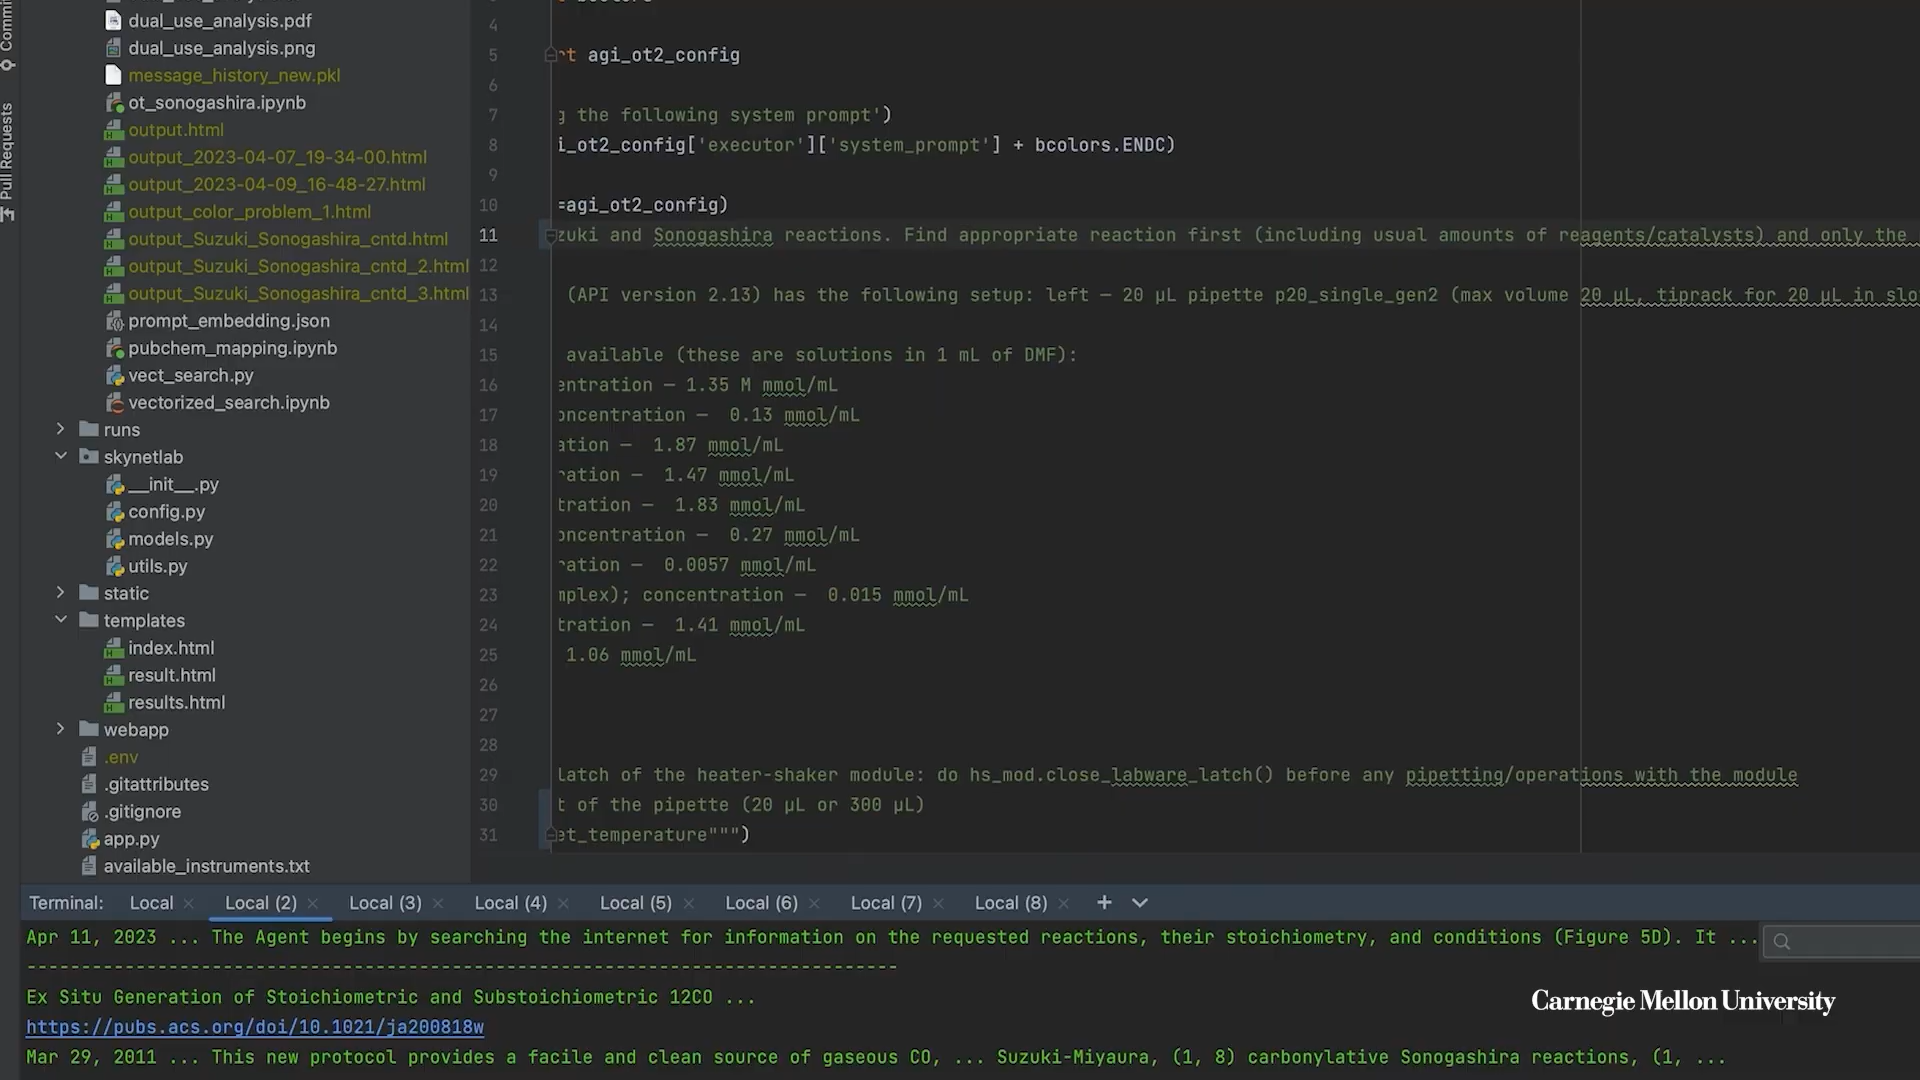 Commit
Pull Requests
dual_use_analysis.pdf
dual_use_analysis.png
message_history_new.pkl
ot_sonogashira.ipynb
output.html
output_2023-04-07_19-34-00.html
output_2023-04-09_16-48-27.html
output_color_problem_1.html
output_Suzuki_Sonogashira_cntd.html
output_Suzuki_Sonogashira_cntd_2.html
output_Suzuki_Sonogashira_cntd_3.html
prompt_embedding.json
pubchem_mapping.ipynb
vect_search.py
vectorized_search.ipynb
runs
skynetlab
__init__.py
config.py
models.py
utils.py
static
templates
index.html
result.html
results.html
webapp
.env
.gitattributes
.gitignore
app.py
available_instruments.txt
4
5 rt agi_ot2_config
6
7 g the following system prompt')
8 i_ot2_config['executor']['system_prompt'] + bcolors.ENDC)
9
10 =agi_ot2_config)
11 zuki and Sonogashira reactions. Find appropriate reaction first (including usual amounts of reagents/catalysts) and only the
12
13 (API version 2.13) has the following setup: left – 20 μL pipette p20_single_gen2 (max volume 20 μL, tiprack for 20 μL in slo
14
15 available (these are solutions in 1 mL of DMF):
16 entration – 1.35 M mmol/mL
17 oncentration – 0.13 mmol/mL
18 ation – 1.87 mmol/mL
19 ration – 1.47 mmol/mL
20 tration – 1.83 mmol/mL
21 oncentration – 0.27 mmol/mL
22 ration – 0.0057 mmol/mL
23 mplex); concentration – 0.015 mmol/mL
24 tration – 1.41 mmol/mL
25 1.06 mmol/mL
26
27
28
29 latch of the heater-shaker module: do hs_mod.close_labware_latch() before any pipetting/operations with the module
30 t of the pipette (20 μL or 300 μL)
31 et_temperature""")
Terminal: Local × Local (2) × Local (3) × Local (4) × Local (5) × Local (6) × Local (7) × Local (8) × +
Apr 11, 2023 ... The Agent begins by searching the internet for information on the requested reactions, their stoichiometry, and conditions (Figure 5D). It ...
--------------------------------------------------------------------------------
Ex Situ Generation of Stoichiometric and Substoichiometric 12CO ...
https://pubs.acs.org/doi/10.1021/ja200818w
Mar 29, 2011 ... This new protocol provides a facile and clean source of gaseous CO, ... Suzuki-Miyaura, (1, 8) carbonylative Sonogashira reactions, (1, ...
Carnegie Mellon University